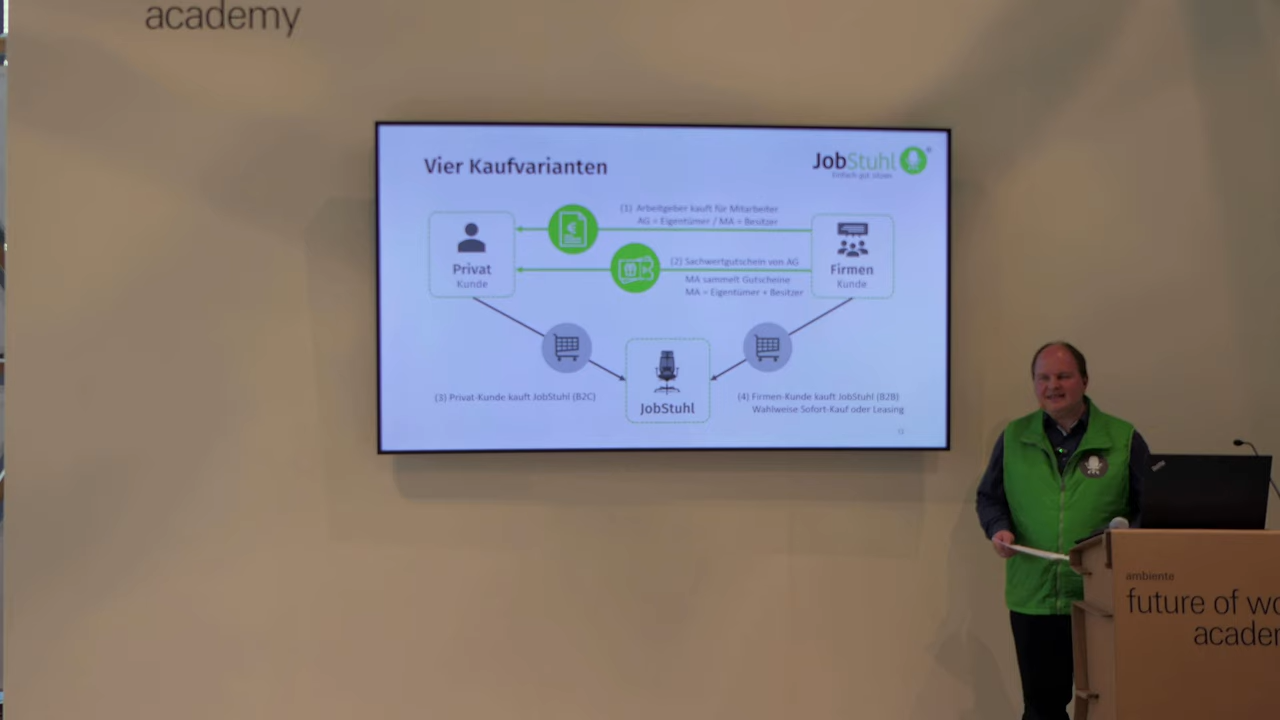 academy
Vier Kaufvarianten
JobStuhl
Einfach gut sitzen.
(1) Arbeitgeber kauft für Mitarbeiter
AG = Eigentümer / MA = Besitzer
Privat
Kunde
(2) Sachwertgutschein von AG
MA sammelt Gutscheine
MA = Eigentümer + Besitzer
Firmen
Kunde
(3) Privat-Kunde kauft JobStuhl (B2C)
JobStuhl
(4) Firmen-Kunde kauft JobStuhl (B2B)
Wahlweise Sofort-Kauf oder Leasing
ambiente
future of wo
academ